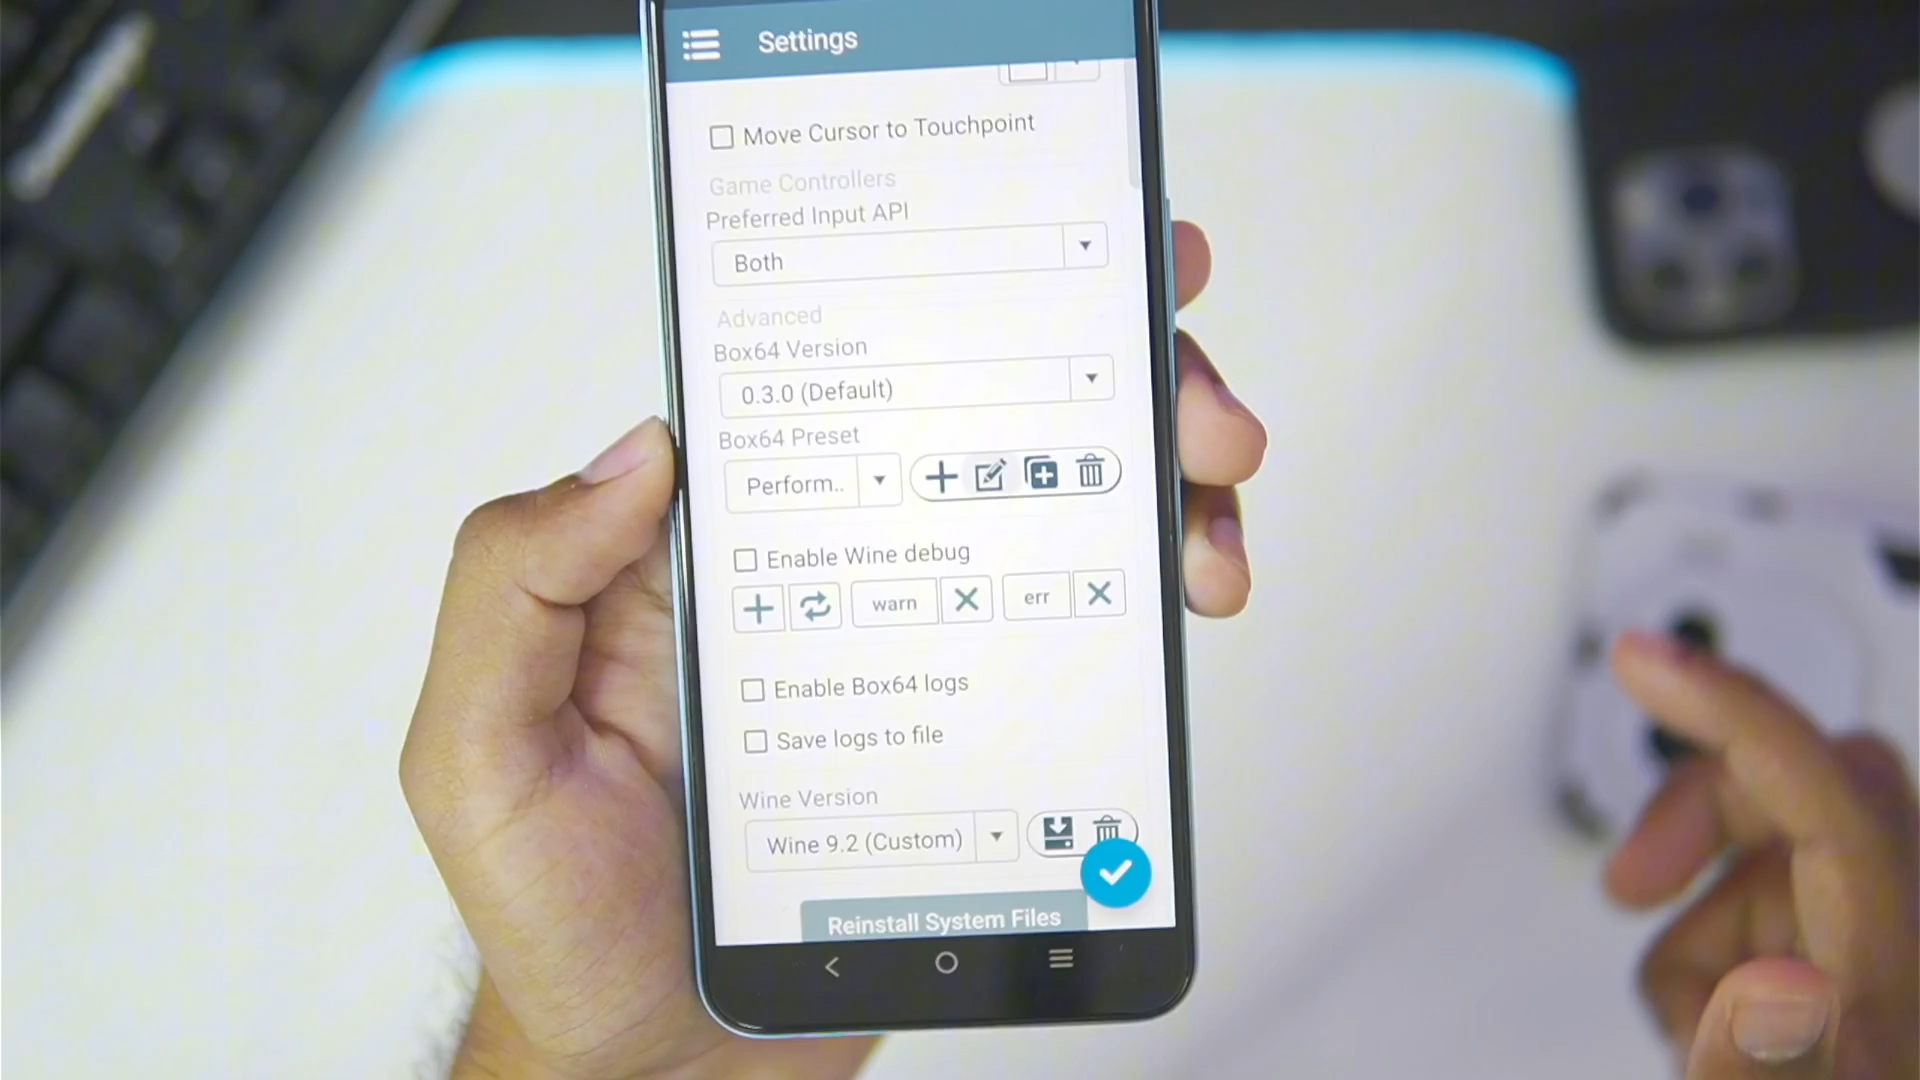 Settings
Move Cursor to Touchpoint
Game Controllers
Preferred Input API
Both
Advanced
Box64 Version
0.3.0 (Default)
Box64 Preset
Perform..
Enable Wine debug
warn
err
Enable Box64 logs
Save logs to file
Wine Version
Wine 9.2 (Custom)
Reinstall System Files